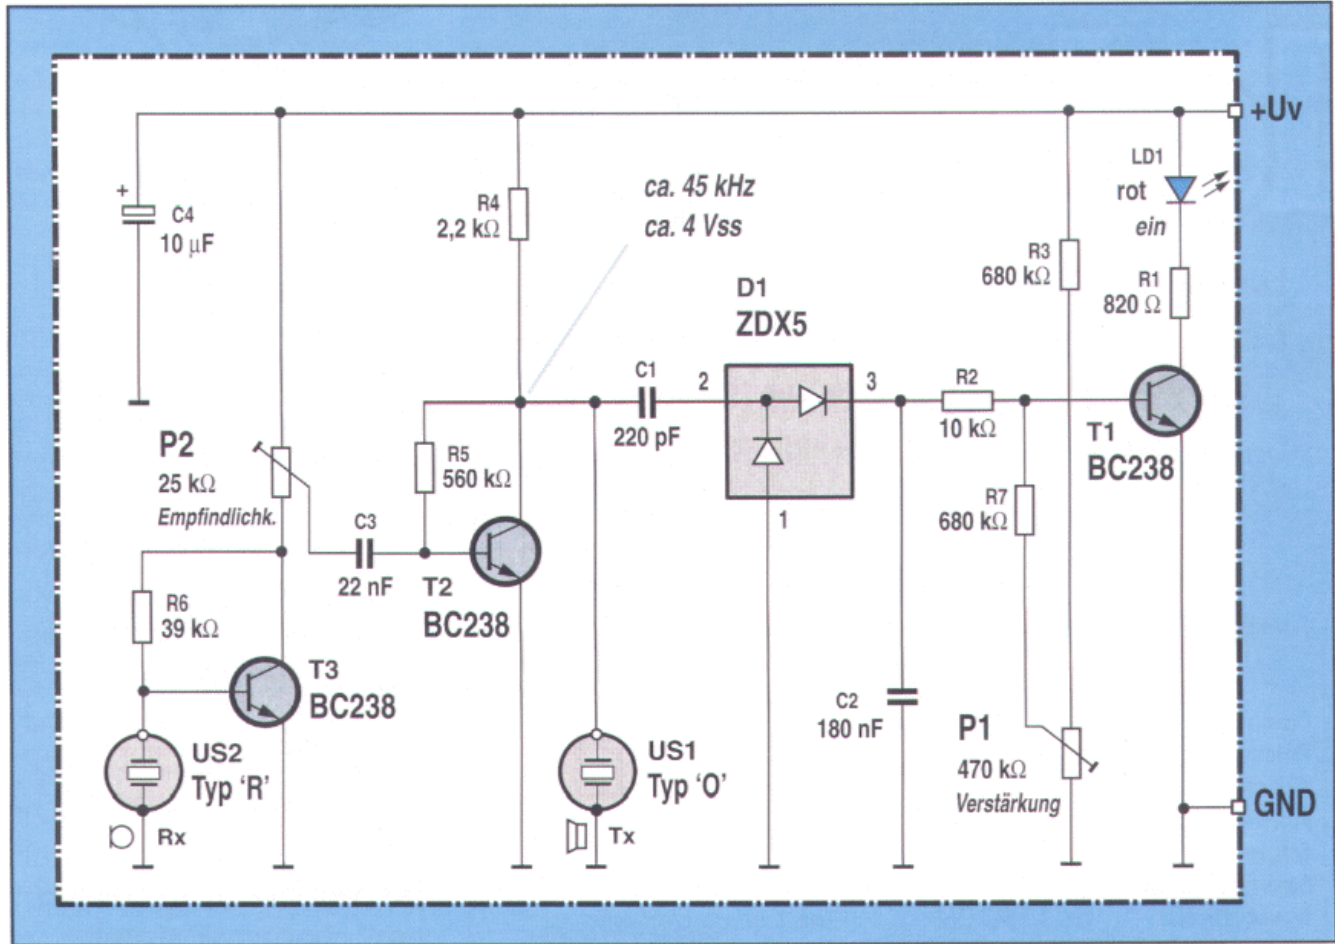 +Uv
LD1
rot
ein
+
C4
10 µF
R4
2,2 kΩ
ca. 45 kHz
ca. 4 Vss
R3
680 kΩ
R1
820 Ω
D1
ZDX5
C1
220 pF
2
3
1
R2
10 kΩ
T1
BC238
P2
25 kΩ
Empfindlichk.
R5
560 kΩ
C3
22 nF
T2
BC238
R7
680 kΩ
R6
39 kΩ
T3
BC238
C2
180 nF
P1
470 kΩ
Verstärkung
US2
Typ ‘R’
Rx
US1
Typ ‘O’
Tx
GND